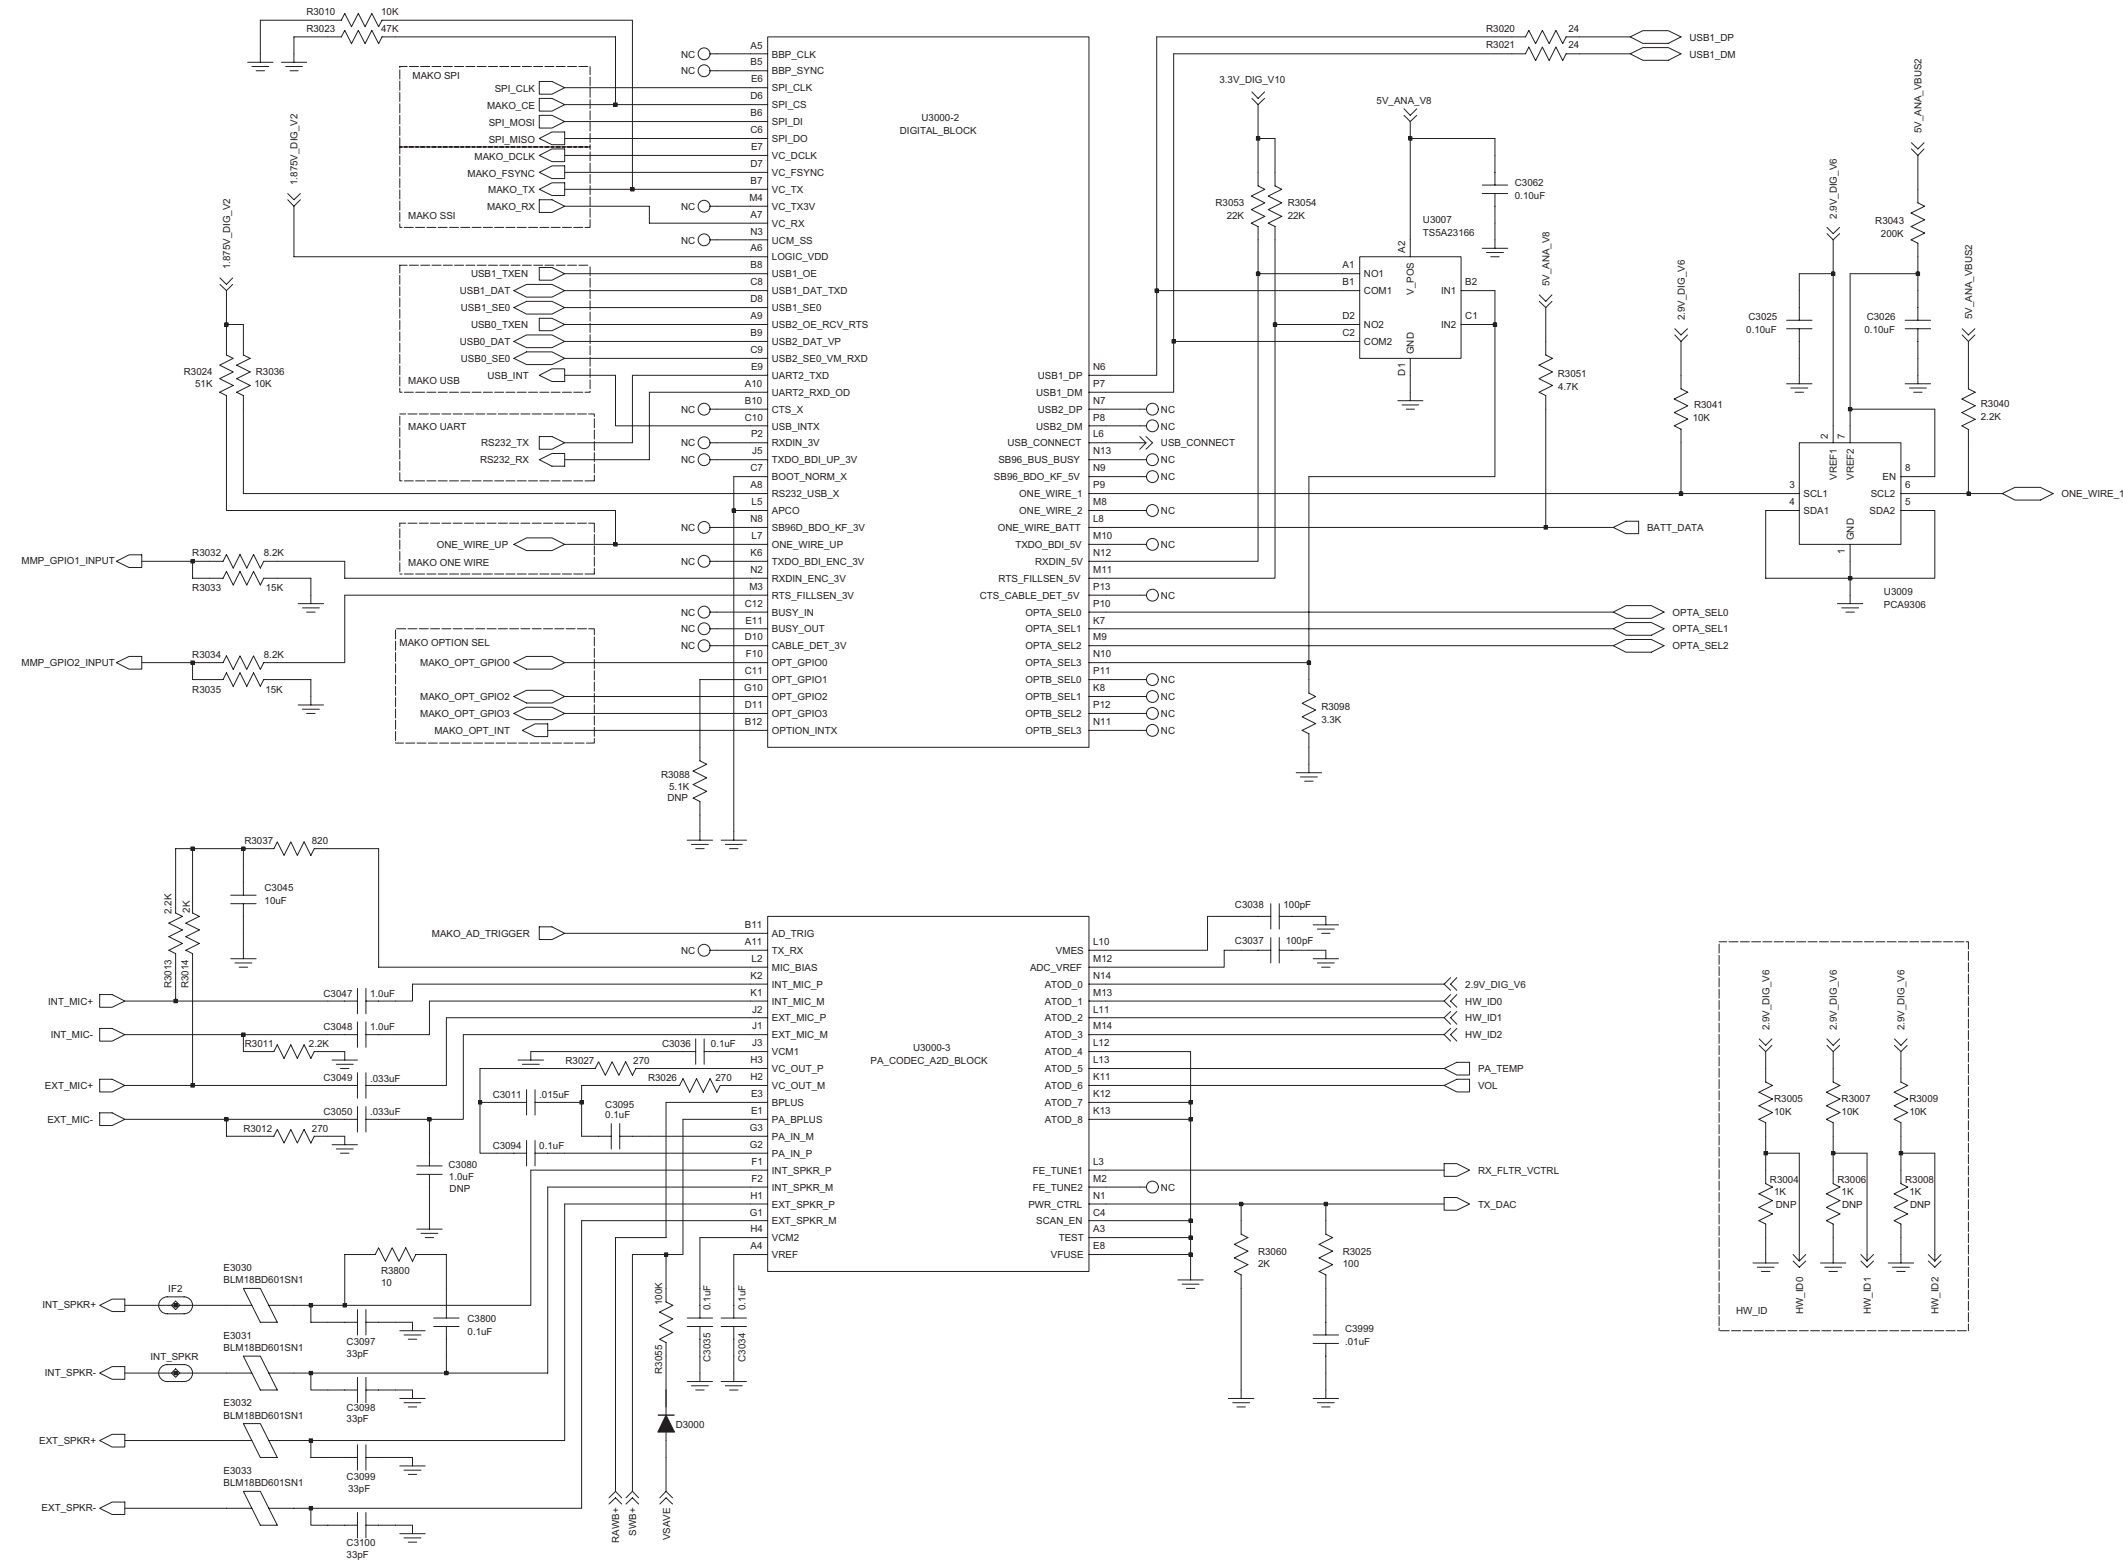 R3010 10K
R3023 47K
1.875V_DIG_V2
1.875V_DIG_V2
R3024
51K
R3036
10K
MAKO SPI
SPI_CLK
MAKO_CE
SPI_MOSI
SPI_MISO
MAKO_DCLK
MAKO_FSYNC
MAKO_TX
MAKO_RX
MAKO SSI
USB1_TXEN
USB1_DAT
USB1_SE0
USB0_TXEN
USB0_DAT
USB0_SE0
USB_INT
MAKO USB
MAKO UART
RS232_TX
RS232_RX
ONE_WIRE_UP
MAKO ONE WIRE
MMP_GPIO1_INPUT
R3032 8.2K
R3033 15K
MMP_GPIO2_INPUT
R3034 8.2K
R3035 15K
MAKO OPTION SEL
MAKO_OPT_GPIO0
MAKO_OPT_GPIO2
MAKO_OPT_GPIO3
MAKO_OPT_INT
R3088
5.1K
DNP
U3000-2
DIGITAL_BLOCK
NC A5 BBP_CLK
NC B5 BBP_SYNC
E6 SPI_CLK
D6 SPI_CS
B6 SPI_DI
C6 SPI_DO
E7 VC_DCLK
D7 VC_FSYNC
B7 VC_TX
NC M4 VC_TX3V
A7 VC_RX
NC N3 UCM_SS
A6 LOGIC_VDD
B8 USB1_OE
C8 USB1_DAT_TXD
D8 USB1_SE0
A9 USB2_OE_RCV_RTS
B9 USB2_DAT_VP
C9 USB2_SE0_VM_RXD
E9 UART2_TXD
A10 UART2_RXD_OD
NC B10 CTS_X
C10 USB_INTX
NC P2 RXDIN_3V
NC J5 TXDO_BDI_UP_3V
C7 BOOT_NORM_X
A8 RS232_USB_X
L5 APCO
NC N8 SB96D_BDO_KF_3V
L7 ONE_WIRE_UP
NC K6 TXDO_BDI_ENC_3V
N2 RXDIN_ENC_3V
M3 RTS_FILLSEN_3V
NC C12 BUSY_IN
NC E11 BUSY_OUT
NC D10 CABLE_DET_3V
F10 OPT_GPIO0
C11 OPT_GPIO1
G10 OPT_GPIO2
D11 OPT_GPIO3
B12 OPTION_INTX
USB1_DP N6
USB1_DM P7
USB2_DP N7 NC
USB2_DM P8 NC
USB_CONNECT L6 USB_CONNECT
SB96_BUS_BUSY N13 NC
SB96_BDO_KF_5V N9 NC
ONE_WIRE_1 P9
ONE_WIRE_2 M8 NC
ONE_WIRE_BATT L8 BATT_DATA
TXDO_BDI_5V M10 NC
RXDIN_5V N12
RTS_FILLSEN_5V M11
CTS_CABLE_DET_5V P13 NC
OPTA_SEL0 P10 OPTA_SEL0
OPTA_SEL1 K7 OPTA_SEL1
OPTA_SEL2 M9 OPTA_SEL2
OPTA_SEL3 N10
OPTB_SEL0 P11 NC
OPTB_SEL1 K8 NC
OPTB_SEL2 P12 NC
OPTB_SEL3 N11 NC
R3020 24 USB1_DP
R3021 24 USB1_DM
3.3V_DIG_V10
R3053
22K
R3054
22K
5V_ANA_V8
C3062
0.10uF
U3007
TS5A23166
A2 V_POS
A1 NO1
B1 COM1
D2 NO2
C2 COM2
B2 IN1
C1 IN2
D1 GND
R3098
3.3K
5V_ANA_V8
R3051
4.7K
2.9V_DIG_V6
R3041
10K
2.9V_DIG_V6
5V_ANA_VBUS2
R3043
200K
C3025
0.10uF
C3026
0.10uF
5V_ANA_VBUS2
R3040
2.2K
2 VREF1
7 VREF2
8 EN
3 SCL1
4 SDA1
6 SCL2
5 SDA2
1 GND
U3009
PCA9306
ONE_WIRE_1
R3037 820
C3045
10uF
R3013 2.2K
R3014 2K
INT_MIC+
C3047 1.0uF
INT_MIC-
C3048 1.0uF
R3011 2.2K
EXT_MIC+
C3049 .033uF
EXT_MIC-
C3050 .033uF
R3012 270
C3080
1.0uF
DNP
MAKO_AD_TRIGGER
C3036 0.1uF
R3027 270
R3026 270
C3011 .015uF
C3095
0.1uF
C3094 0.1uF
U3000-3
PA_CODEC_A2D_BLOCK
B11 AD_TRIG
NC A11 TX_RX
L2 MIC_BIAS
K2 INT_MIC_P
K1 INT_MIC_M
J2 EXT_MIC_P
J1 EXT_MIC_M
J3 VCM1
H3 VC_OUT_P
H2 VC_OUT_M
E3 BPLUS
E1 PA_BPLUS
G3 PA_IN_M
G2 PA_IN_P
F1 INT_SPKR_P
F2 INT_SPKR_M
H1 EXT_SPKR_P
G1 EXT_SPKR_M
H4 VCM2
A4 VREF
C3038 100pF
C3037 100pF
VMES L10
ADC_VREF M12
ATOD_0 N14 2.9V_DIG_V6
ATOD_1 M13 HW_ID0
ATOD_2 L11 HW_ID1
ATOD_3 M14 HW_ID2
ATOD_4 L12
ATOD_5 L13 PA_TEMP
ATOD_6 K11 VOL
ATOD_7 K12
ATOD_8 K13
FE_TUNE1 L3 RX_FLTR_VCTRL
FE_TUNE2 M2 NC
PWR_CTRL N1 TX_DAC
SCAN_EN C4
TEST A3
VFUSE E8
R3060
2K
R3025
100
C3999
.01uF
R3800
10
C3800
0.1uF
INT_SPKR+
IF2
E3030
BLM18BD601SN1
C3097
33pF
INT_SPKR-
INT_SPKR
E3031
BLM18BD601SN1
C3098
33pF
EXT_SPKR+
E3032
BLM18BD601SN1
C3099
33pF
EXT_SPKR-
E3033
BLM18BD601SN1
C3100
33pF
R3055 100K
C3035 0.1uF
C3034 0.1uF
D3000
RAWB+
SWB+
VSAVE
2.9V_DIG_V6
2.9V_DIG_V6
2.9V_DIG_V6
R3005
10K
R3007
10K
R3009
10K
R3004
1K
DNP
R3006
1K
DNP
R3008
1K
DNP
HW_ID
HW_ID0
HW_ID1
HW_ID2